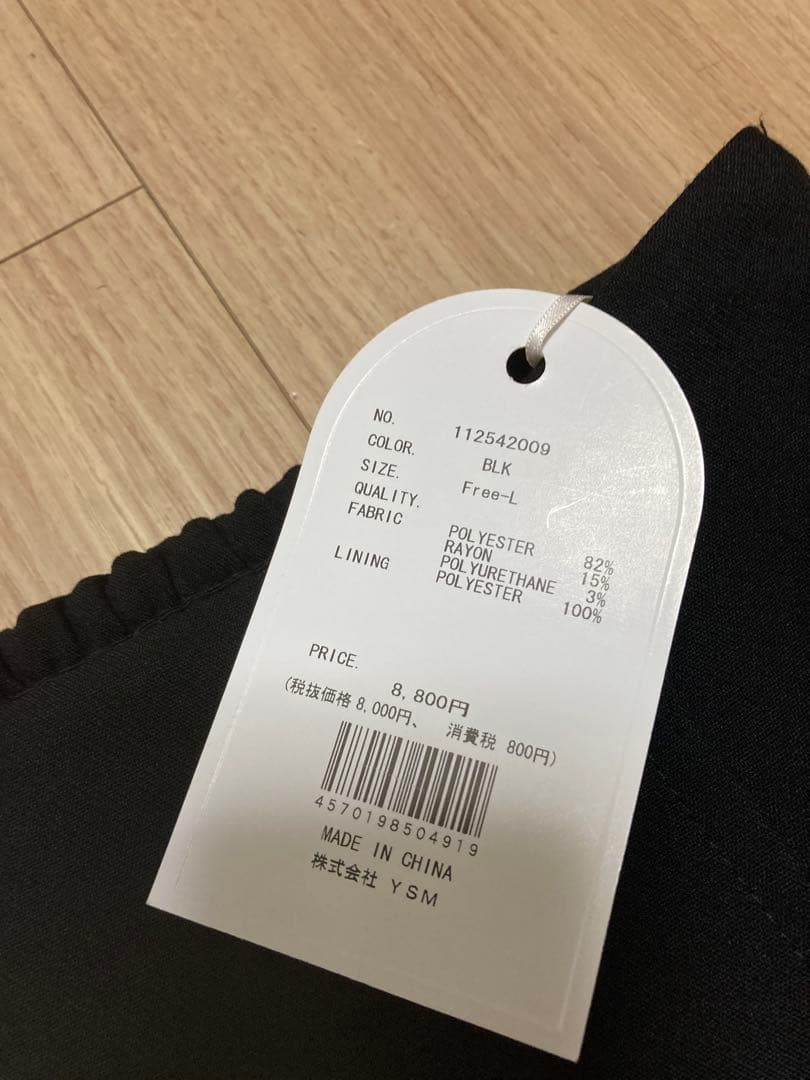 NO. 112542009
COLOR. BLK
SIZE. Free-L
QUALITY.
FABRIC POLYESTER 82%
RAYON 15%
POLYURETHANE 3%
LINING POLYESTER 100%
PRICE. 8,800円
(税抜価格 8,000円、 消費税 800円)
4570198504919
MADE IN CHINA
株式会社 YSM